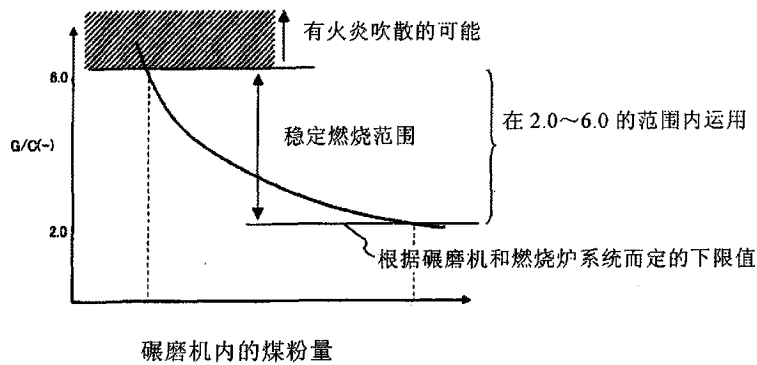 有火炎吹散的可能
6.0
在 2.0～6.0 的范围内运用
稳定燃烧范围
G/C(-)
2.0
根据碾磨机和燃烧炉系统而定的下限值
碾磨机内的煤粉量